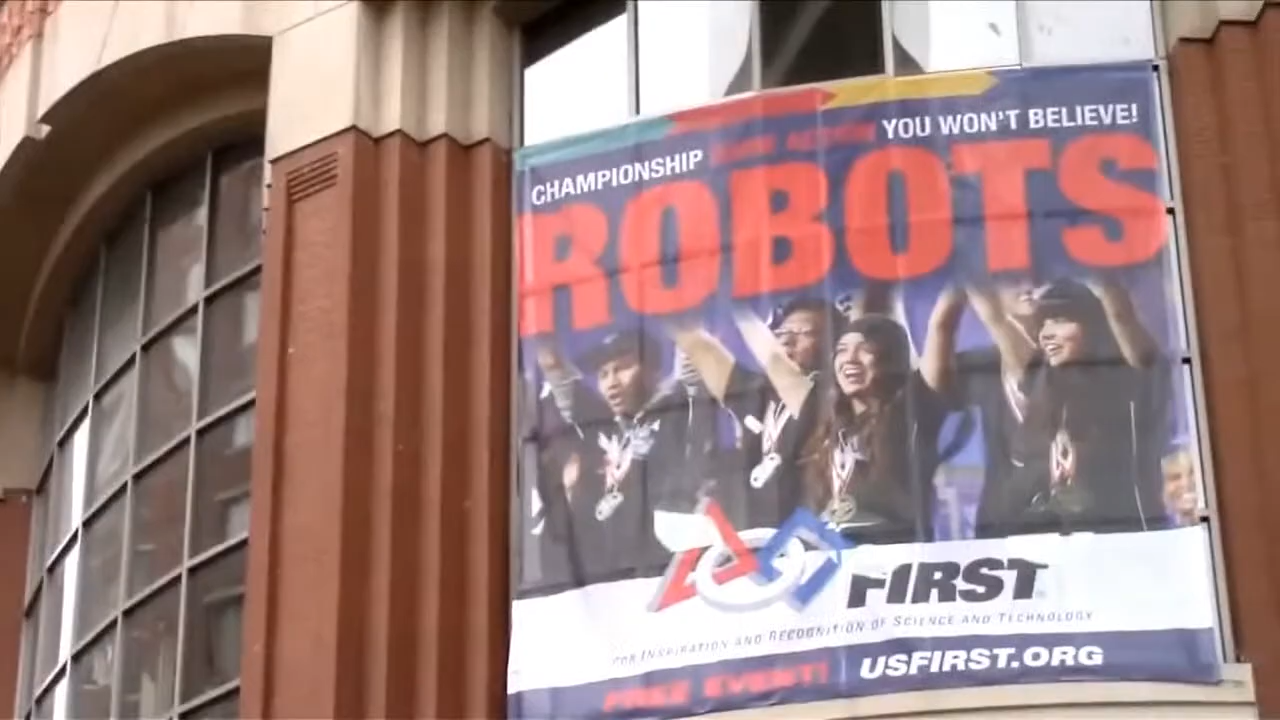 CHAMPIONSHIP YOU WON'T BELIEVE!
ROBOTS
FIRST
FOR INSPIRATION AND RECOGNITION OF SCIENCE AND TECHNOLOGY
FREE EVENT! USFIRST.ORG